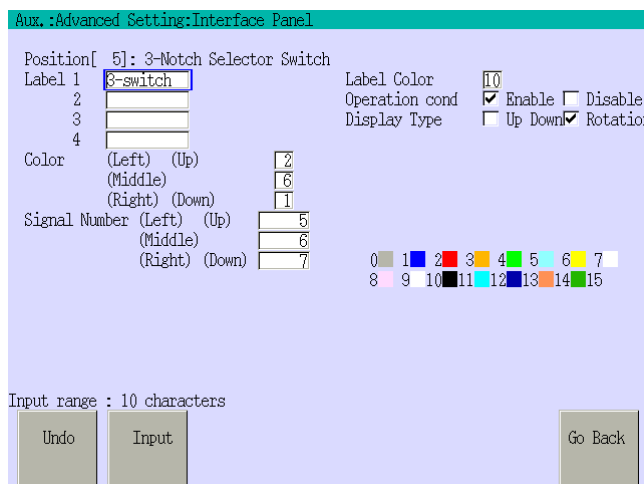 Aux.:Advanced Setting:Interface Panel
Position[ 5]: 3-Notch Selector Switch
Label 1 3-switch
2
3
4
Label Color 10
Operation cond Enable Disable
Display Type Up Down Rotation
Color (Left) (Up) 2
(Middle) 6
(Right) (Down) 1
Signal Number (Left) (Up) 5
(Middle) 6
(Right) (Down) 7
0 1 2 3 4 5 6 7
8 9 10 11 12 13 14 15
Input range : 10 characters
Undo Input Go Back